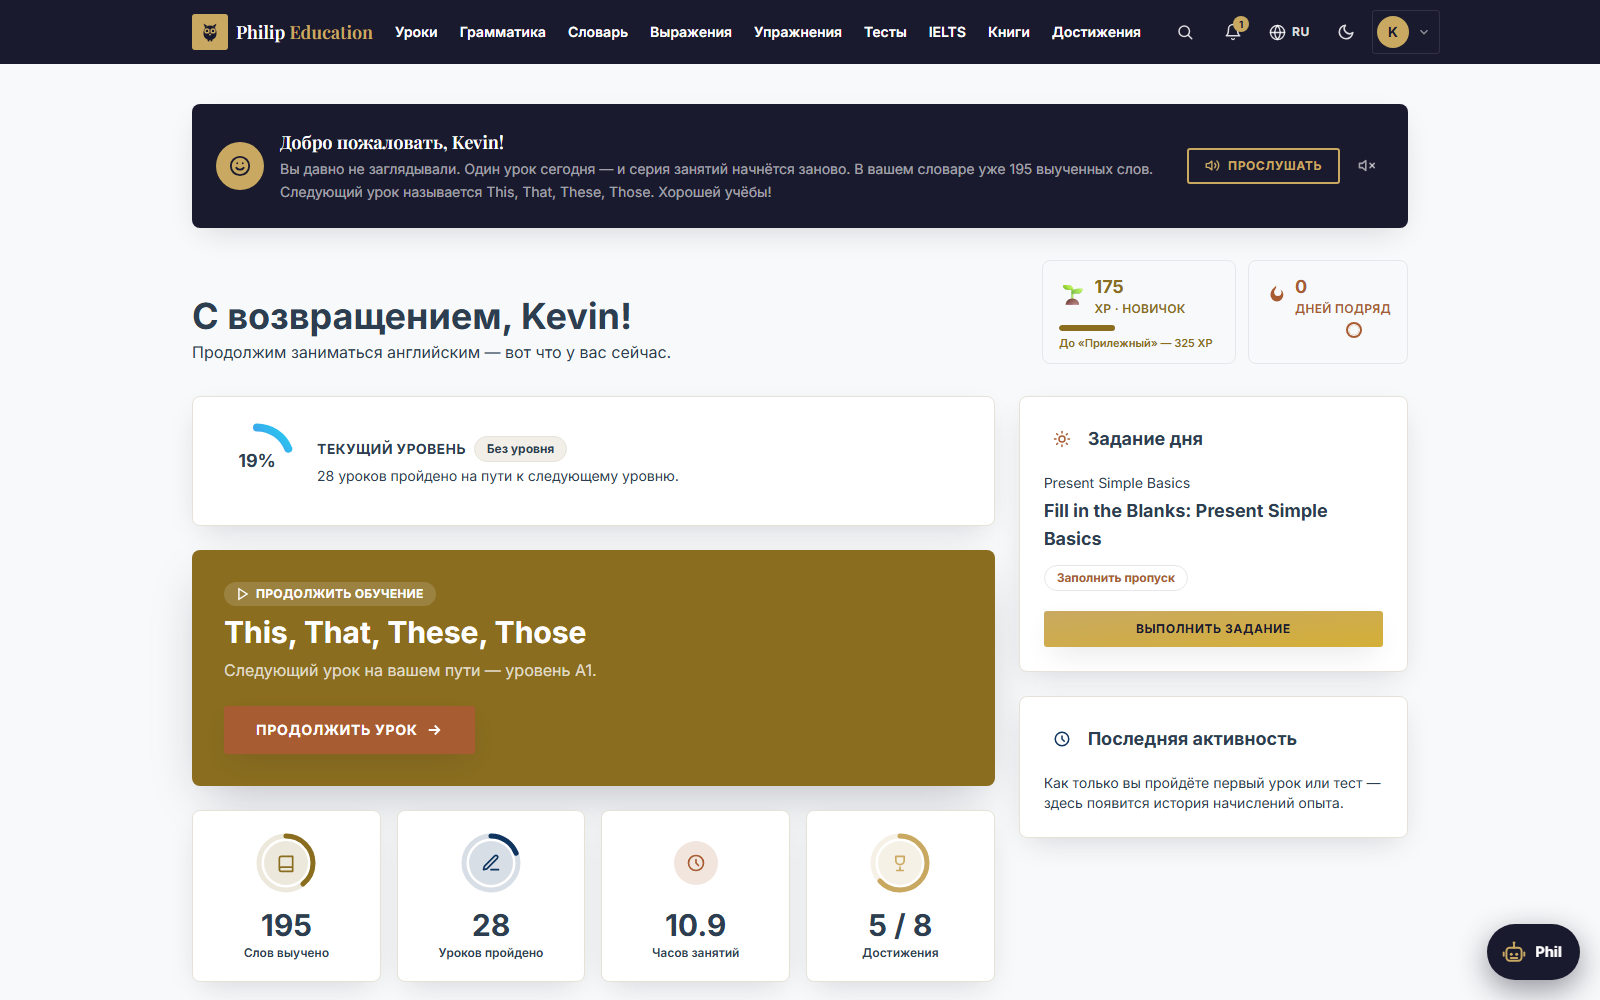 Philip Education
Уроки
Грамматика
Словарь
Выражения
Упражнения
Тесты
IELTS
Книги
Достижения
1
RU
K
Добро пожаловать, Kevin!
Вы давно не заглядывали. Один урок сегодня — и серия занятий начнётся заново. В вашем словаре уже 195 выученных слов.
Следующий урок называется This, That, These, Those. Хорошей учёбы!
ПРОСЛУШАТЬ
С возвращением, Kevin!
Продолжим заниматься английским — вот что у вас сейчас.
175
XP · НОВИЧОК
До «Прилежный» — 325 XP
0
ДНЕЙ ПОДРЯД
19%
ТЕКУЩИЙ УРОВЕНЬ
Без уровня
28 уроков пройдено на пути к следующему уровню.
ПРОДОЛЖИТЬ ОБУЧЕНИЕ
This, That, These, Those
Следующий урок на вашем пути — уровень A1.
ПРОДОЛЖИТЬ УРОК
195
Слов выучено
28
Уроков пройдено
10.9
Часов занятий
5 / 8
Достижения
Задание дня
Present Simple Basics
Fill in the Blanks: Present Simple
Basics
Заполнить пропуск
ВЫПОЛНИТЬ ЗАДАНИЕ
Последняя активность
Как только вы пройдёте первый урок или тест —
здесь появится история начислений опыта.
Phil